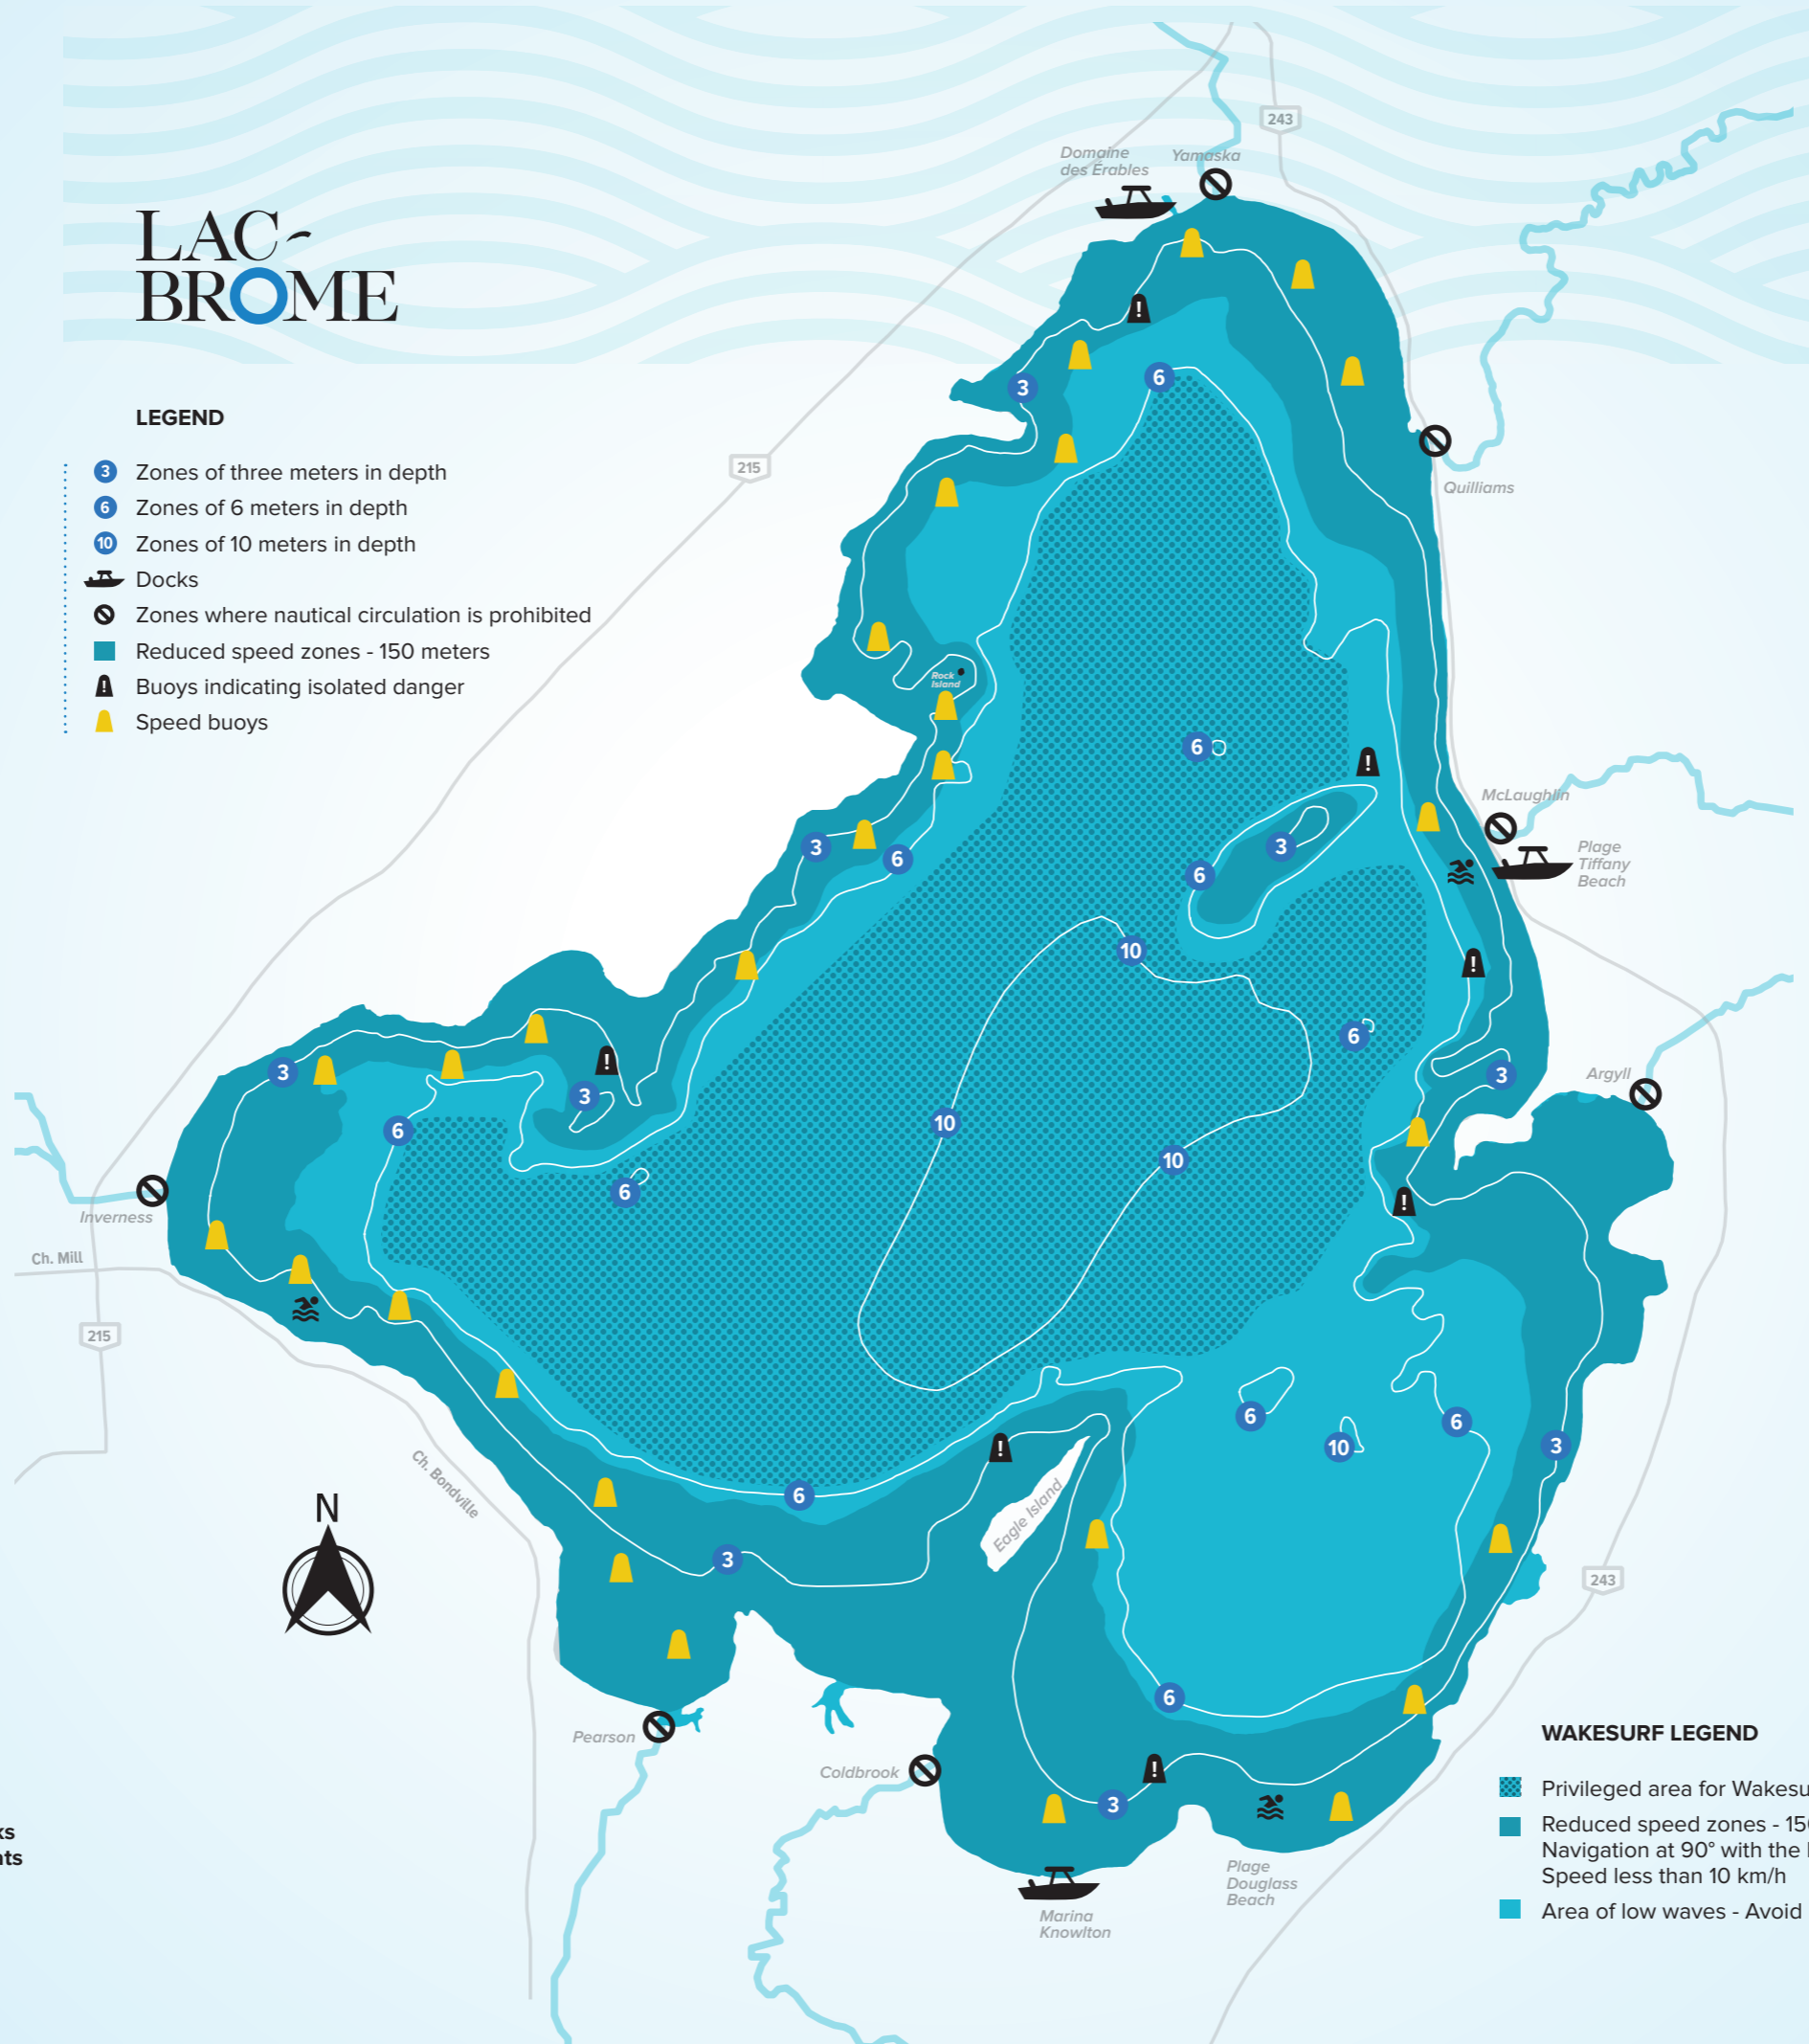 LAC-
BROME
LEGEND
3 Zones of three meters in depth
6 Zones of 6 meters in depth
10 Zones of 10 meters in depth
Docks
Zones where nautical circulation is prohibited
Reduced speed zones - 150 meters
! Buoys indicating isolated danger
Speed buoys
243
Domaine
des Érables
Yamaska
!
3
6
215
Quilliams
Rock
Island
6
!
McLaughlin
3
6
3
6
Plage
Tiffany
Beach
10
!
6
3
!
3
3
Argyll
6
10
10
6
!
Inverness
Ch. Mill
215
6
10
6
3
!
Ch. Bondville
Eagle Island
6
N
3
243
6
Pearson
Coldbrook
!
3
Plage
Douglass
Beach
Marina
Knowlton
WAKESURF LEGEND
Privileged area for
Reduced speed zones -
Navigation at 90° with the
Speed less than 10 km/h
Area of low waves - Avoid